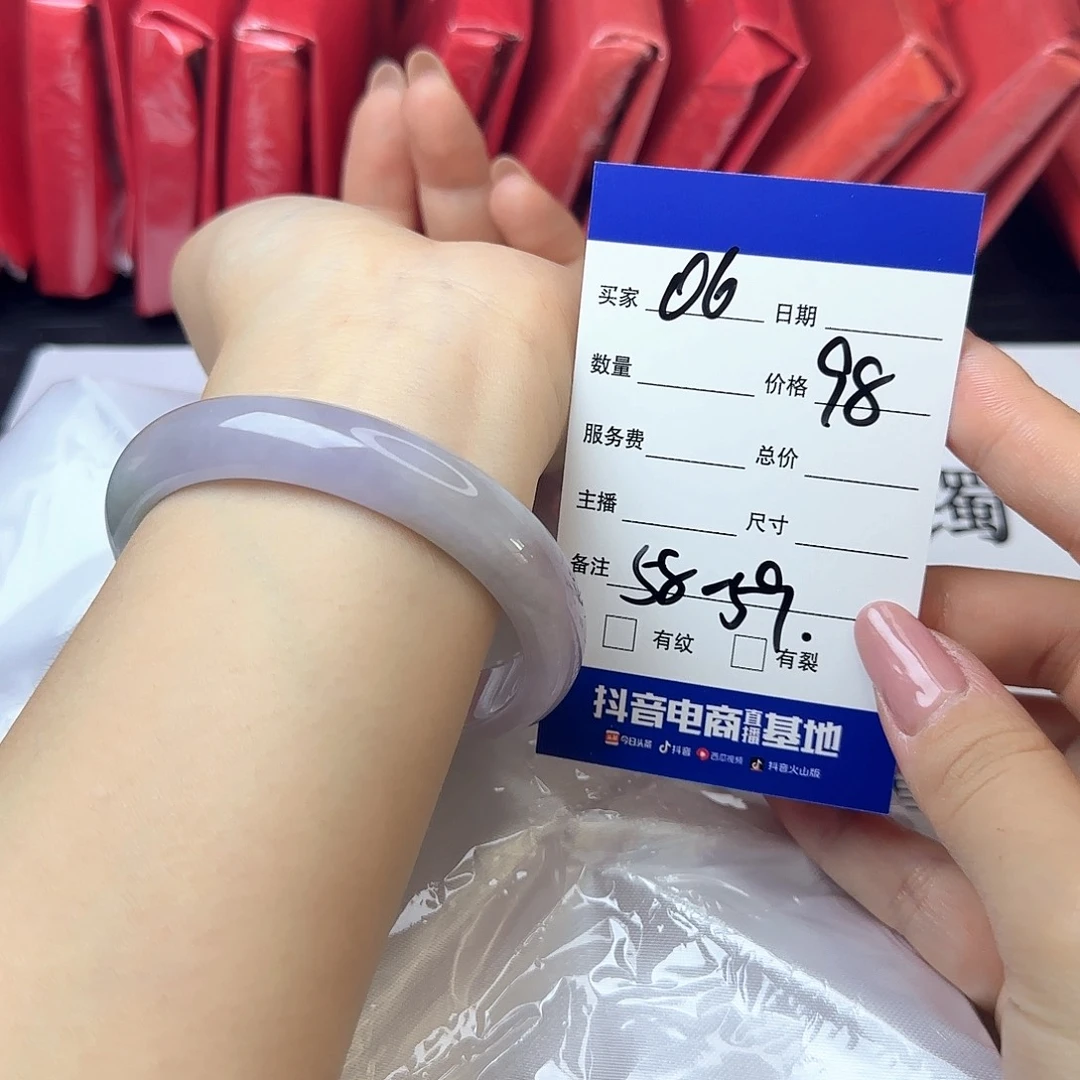 买家 06 日期
数量 价格 98
服务费 总价
主播 尺寸
备注 58-59.
有纹 有裂
抖音电商直播基地
今日头条 抖音 西瓜视频 抖音火山版
蜀